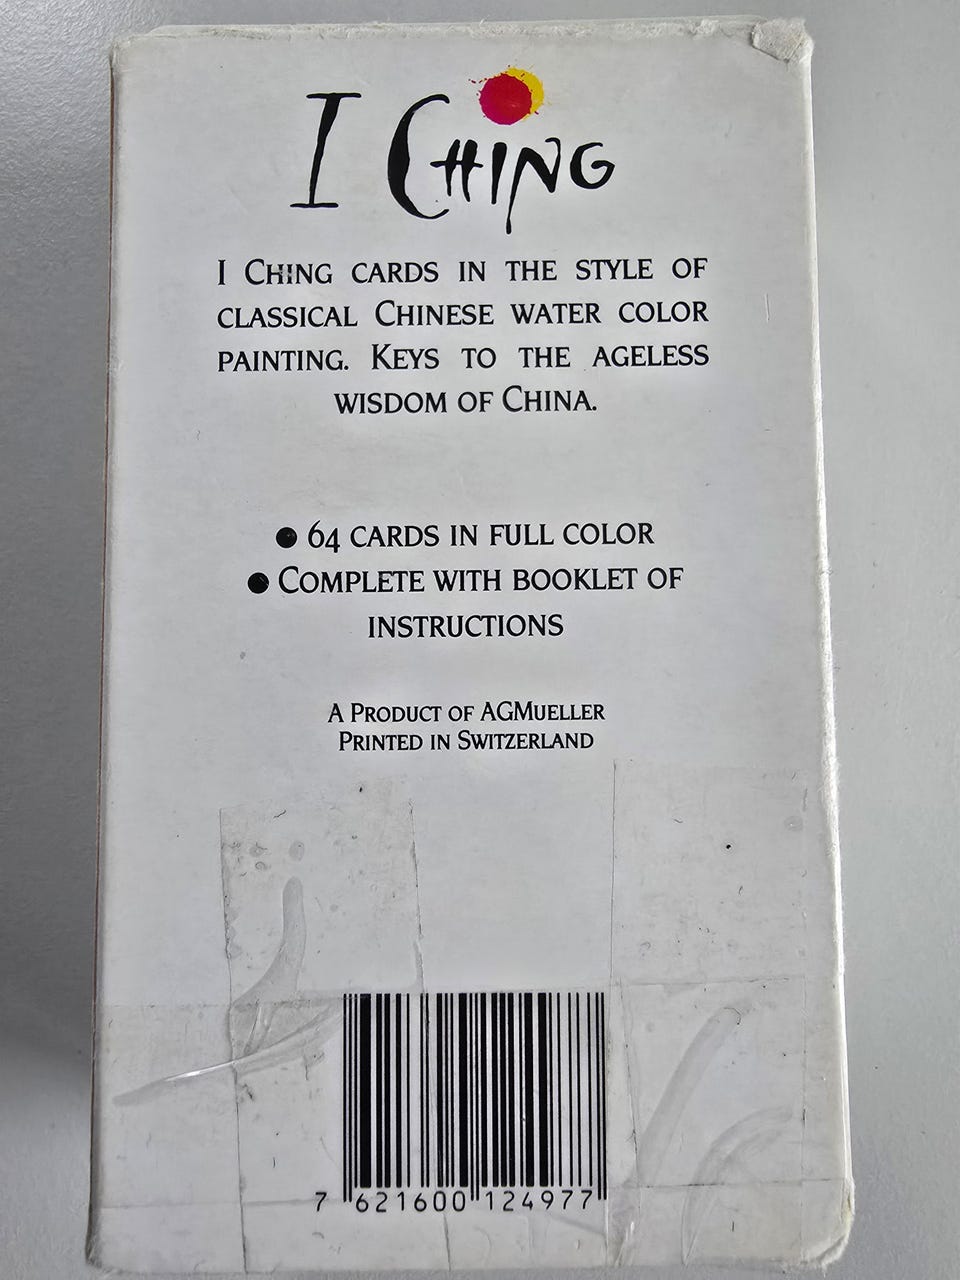 I Ching
I Ching cards in the style of
classical Chinese water color
painting. Keys to the ageless
wisdom of China.
● 64 cards in full color
● Complete with booklet of
instructions
A Product of AGMueller
Printed in Switzerland
7 621600 124977